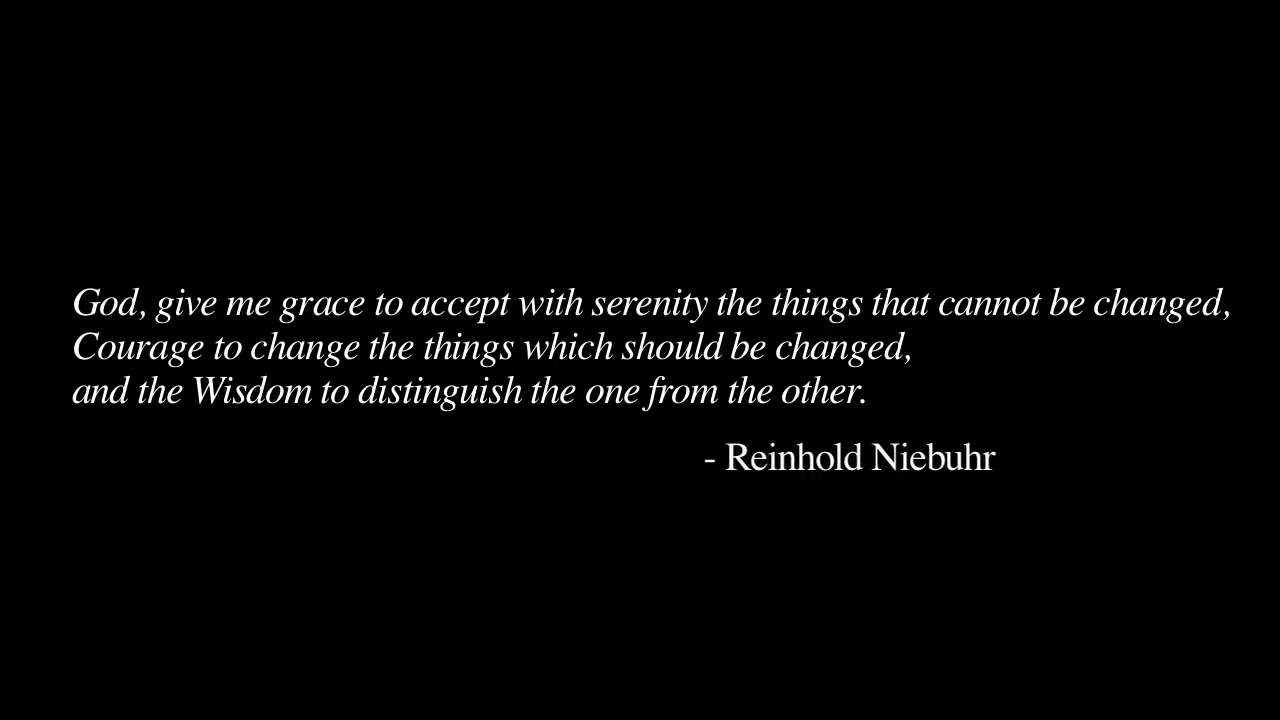 God, give me grace to accept with serenity the things that cannot be changed,
Courage to change the things which should be changed,
and the Wisdom to distinguish the one from the other.
- Reinhold Niebuhr